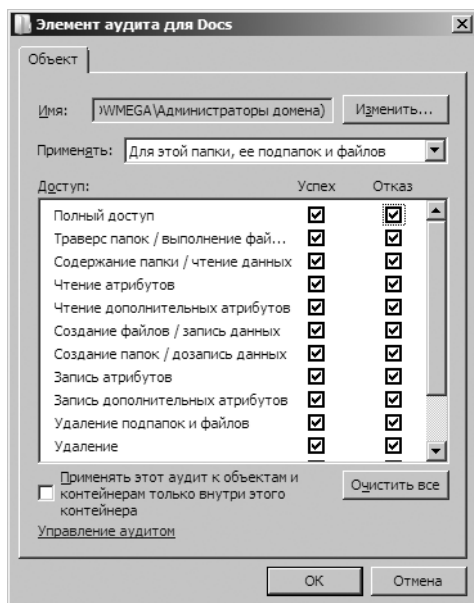 Элемент аудита для Docs
Объект
Имя: WMEGA\Администраторы домена) Изменить...
Применять: Для этой папки, ее подпапок и файлов
Доступ: Успех Отказ
Полный доступ
Траверс папок / выполнение фай...
Содержание папки / чтение данных
Чтение атрибутов
Чтение дополнительных атрибутов
Создание файлов / запись данных
Создание папок / дозапись данных
Запись атрибутов
Запись дополнительных атрибутов
Удаление подпапок и файлов
Удаление
Применять этот аудит к объектам и
контейнерам только внутри этого
контейнера
Очистить все
Управление аудитом
ОК Отмена